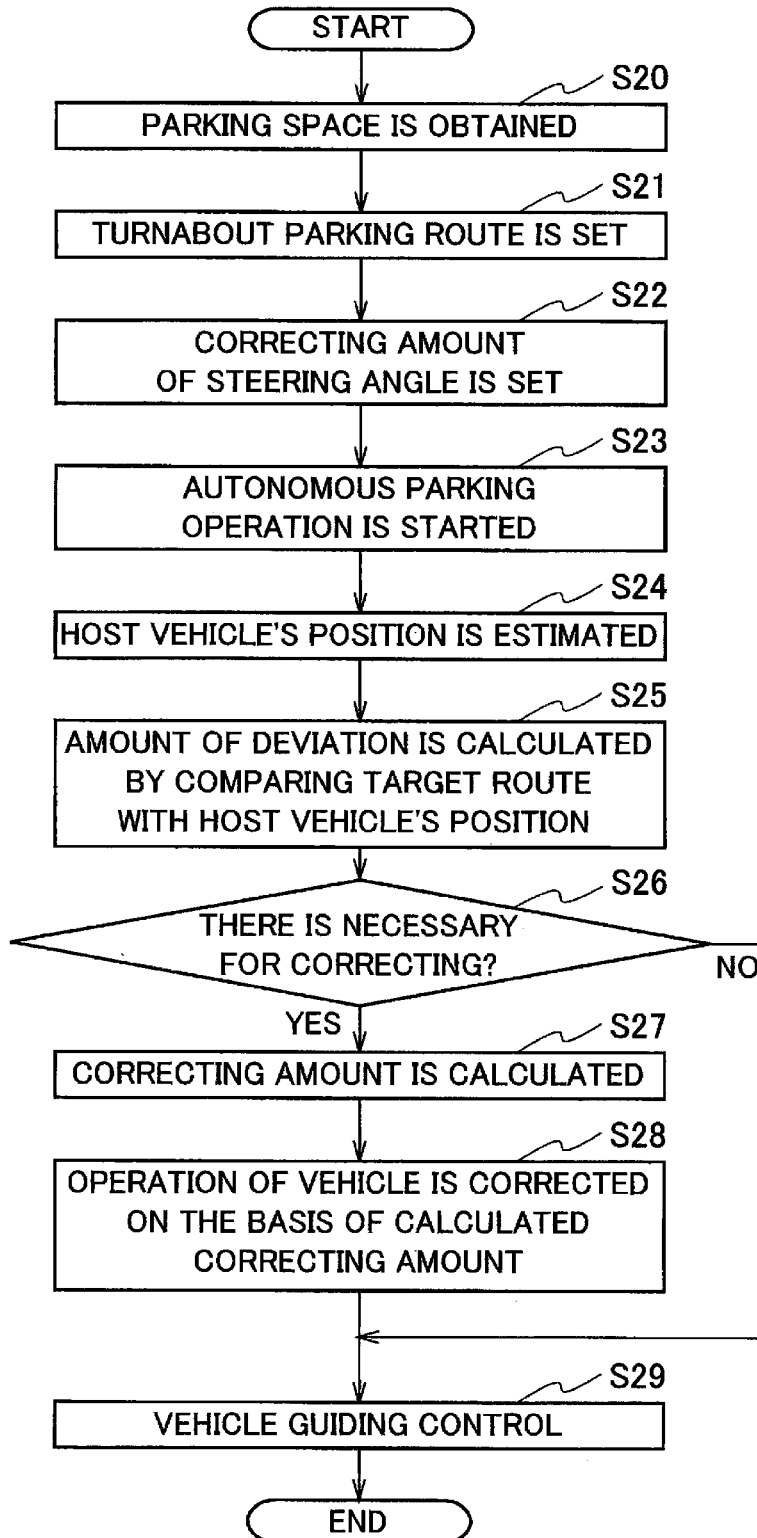 START
S20
PARKING SPACE IS OBTAINED
S21
TURNABOUT PARKING ROUTE IS SET
S22
CORRECTING AMOUNT
OF STEERING ANGLE IS SET
S23
AUTONOMOUS PARKING
OPERATION IS STARTED
S24
HOST VEHICLE'S POSITION IS ESTIMATED
S25
AMOUNT OF DEVIATION IS CALCULATED
BY COMPARING TARGET ROUTE
WITH HOST VEHICLE'S POSITION
S26
THERE IS NECESSARY
FOR CORRECTING?
NO
YES
S27
CORRECTING AMOUNT IS CALCULATED
S28
OPERATION OF VEHICLE IS CORRECTED
ON THE BASIS OF CALCULATED
CORRECTING AMOUNT
S29
VEHICLE GUIDING CONTROL
END